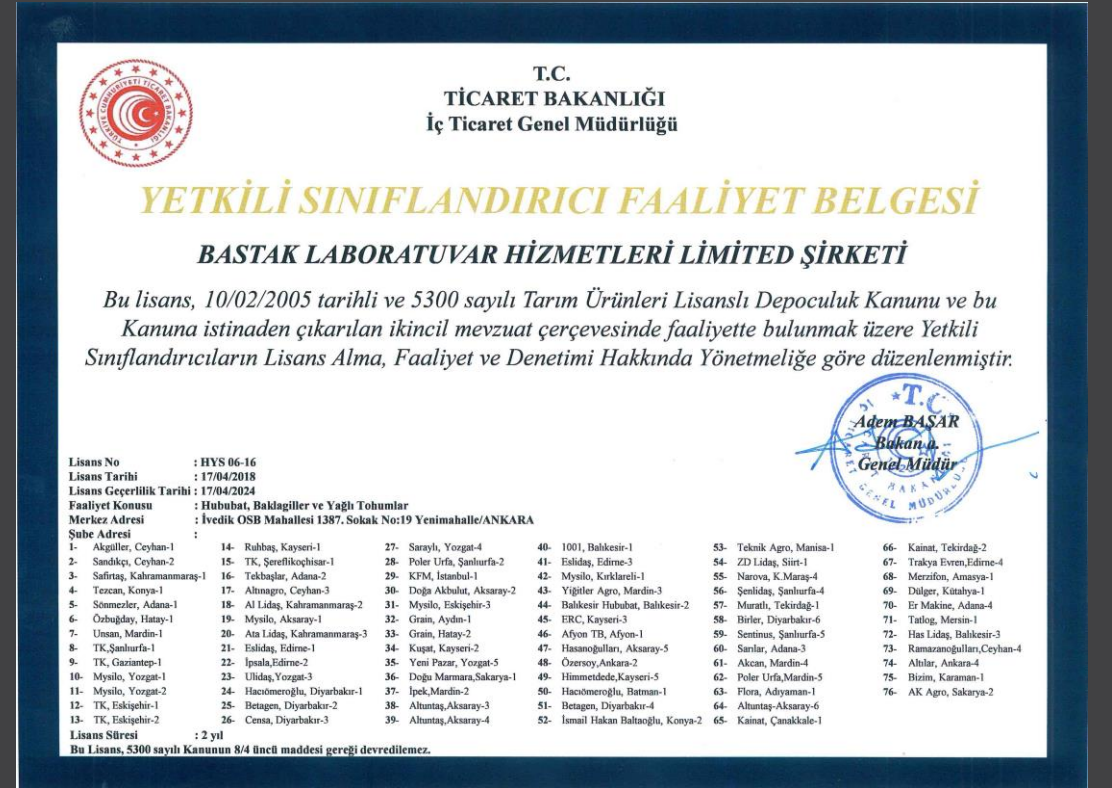 T.C.
TİCARET BAKANLIĞI
İç Ticaret Genel Müdürlüğü
TÜRKİYE CUMHURİYETİ TİCARET BAKANLIĞI
YETKİLİ SINIFLANDIRICI FAALİYET BELGESİ
BASTAK LABORATUVAR HİZMETLERİ LİMİTED ŞİRKETİ
Bu lisans, 10/02/2005 tarihli ve 5300 sayılı Tarım Ürünleri Lisanslı Depoculuk Kanunu ve bu
Kanuna istinaden çıkarılan ikincil mevzuat çerçevesinde faaliyette bulunmak üzere Yetkili
Sınıflandırıcıların Lisans Alma, Faaliyet ve Denetimi Hakkında Yönetmeliğe göre düzenlenmiştir.
T.C.
Adem BAŞAR
Bakan a.
Genel Müdür
Lisans No : HYS 06-16
Lisans Tarihi : 17/04/2018
Lisans Geçerlilik Tarihi : 17/04/2024
Faaliyet Konusu : Hububat, Baklagiller ve Yağlı Tohumlar
Merkez Adresi : İvedik OSB Mahallesi 1387. Sokak No:19 Yenimahalle/ANKARA
Şube Adresi :
1- Akgüller, Ceyhan-1
2- Sandıkçı, Ceyhan-2
3- Safirtaş, Kahramanmaraş-1
4- Tezcan, Konya-1
5- Sönmezler, Adana-1
6- Özbuğday, Hatay-1
7- Unsan, Mardin-1
8- TK,Şanlıurfa-1
9- TK, Gaziantep-1
10- Mysilo, Yozgat-1
11- Mysilo, Yozgat-2
12- TK, Eskişehir-1
13- TK, Eskişehir-2
14- Ruhbaş, Kayseri-1
15- TK, Şereflikoçhisar-1
16- Tekbaşlar, Adana-2
17- Altınagro, Ceyhan-3
18- Al Lidaş, Kahramanmaraş-2
19- Mysilo, Aksaray-1
20- Ata Lidaş, Kahramanmaraş-3
21- Eslidaş, Edirne-1
22- İpsala,Edirne-2
23- Ulidaş,Yozgat-3
24- Hacıömeroğlu, Diyarbakır-1
25- Betagen, Diyarbakır-2
26- Censa, Diyarbakır-3
27- Saraylı, Yozgat-4
28- Poler Urfa, Şanlıurfa-2
29- KFM, İstanbul-1
30- Doğa Akbulut, Aksaray-2
31- Mysilo, Eskişehir-3
32- Grain, Aydın-1
33- Grain, Hatay-2
34- Kuşat, Kayseri-2
35- Yeni Pazar, Yozgat-5
36- Doğu Marmara,Sakarya-1
37- İpek,Mardin-2
38- Altuntaş,Aksaray-3
39- Altuntaş,Aksaray-4
40- 1001, Balıkesir-1
41- Eslidaş, Edirne-3
42- Mysilo, Kırklareli-1
43- Yiğitler Agro, Mardin-3
44- Balıkesir Hububat, Balıkesir-2
45- ERC, Kayseri-3
46- Afyon TB, Afyon-1
47- Hasanoğulları, Aksaray-5
48- Özersoy,Ankara-2
49- Himmetdede,Kayseri-5
50- Hacıömeroğlu, Batman-1
51- Betagen, Diyarbakır-4
52- İsmail Hakan Baltaoğlu, Konya-2
53- Teknik Agro, Manisa-1
54- ZD Lidaş, Siirt-1
55- Narova, K.Maraş-4
56- Şenlidaş, Şanlıurfa-4
57- Muratlı, Tekirdağ-1
58- Birler, Diyarbakır-6
59- Sentinus, Şanlıurfa-5
60- Sarılar, Adana-3
61- Akcan, Mardin-4
62- Poler Urfa,Mardin-5
63- Flora, Adıyaman-1
64- Altuntaş-Aksaray-6
65- Kainat, Çanakkale-1
66- Kainat, Tekirdağ-2
67- Trakya Evren,Edirne-4
68- Merzifon, Amasya-1
69- Dülger, Kütahya-1
70- Er Makine, Adana-4
71- Tatlog, Mersin-1
72- Has Lidaş, Balıkesir-3
73- Ramazanoğulları,Ceyhan-4
74- Altılar, Ankara-4
75- Bizim, Karaman-1
76- AK Agro, Sakarya-2
Lisans Süresi : 2 yıl
Bu Lisans, 5300 sayılı Kanunun 8/4 üncü maddesi gereği devredilemez.